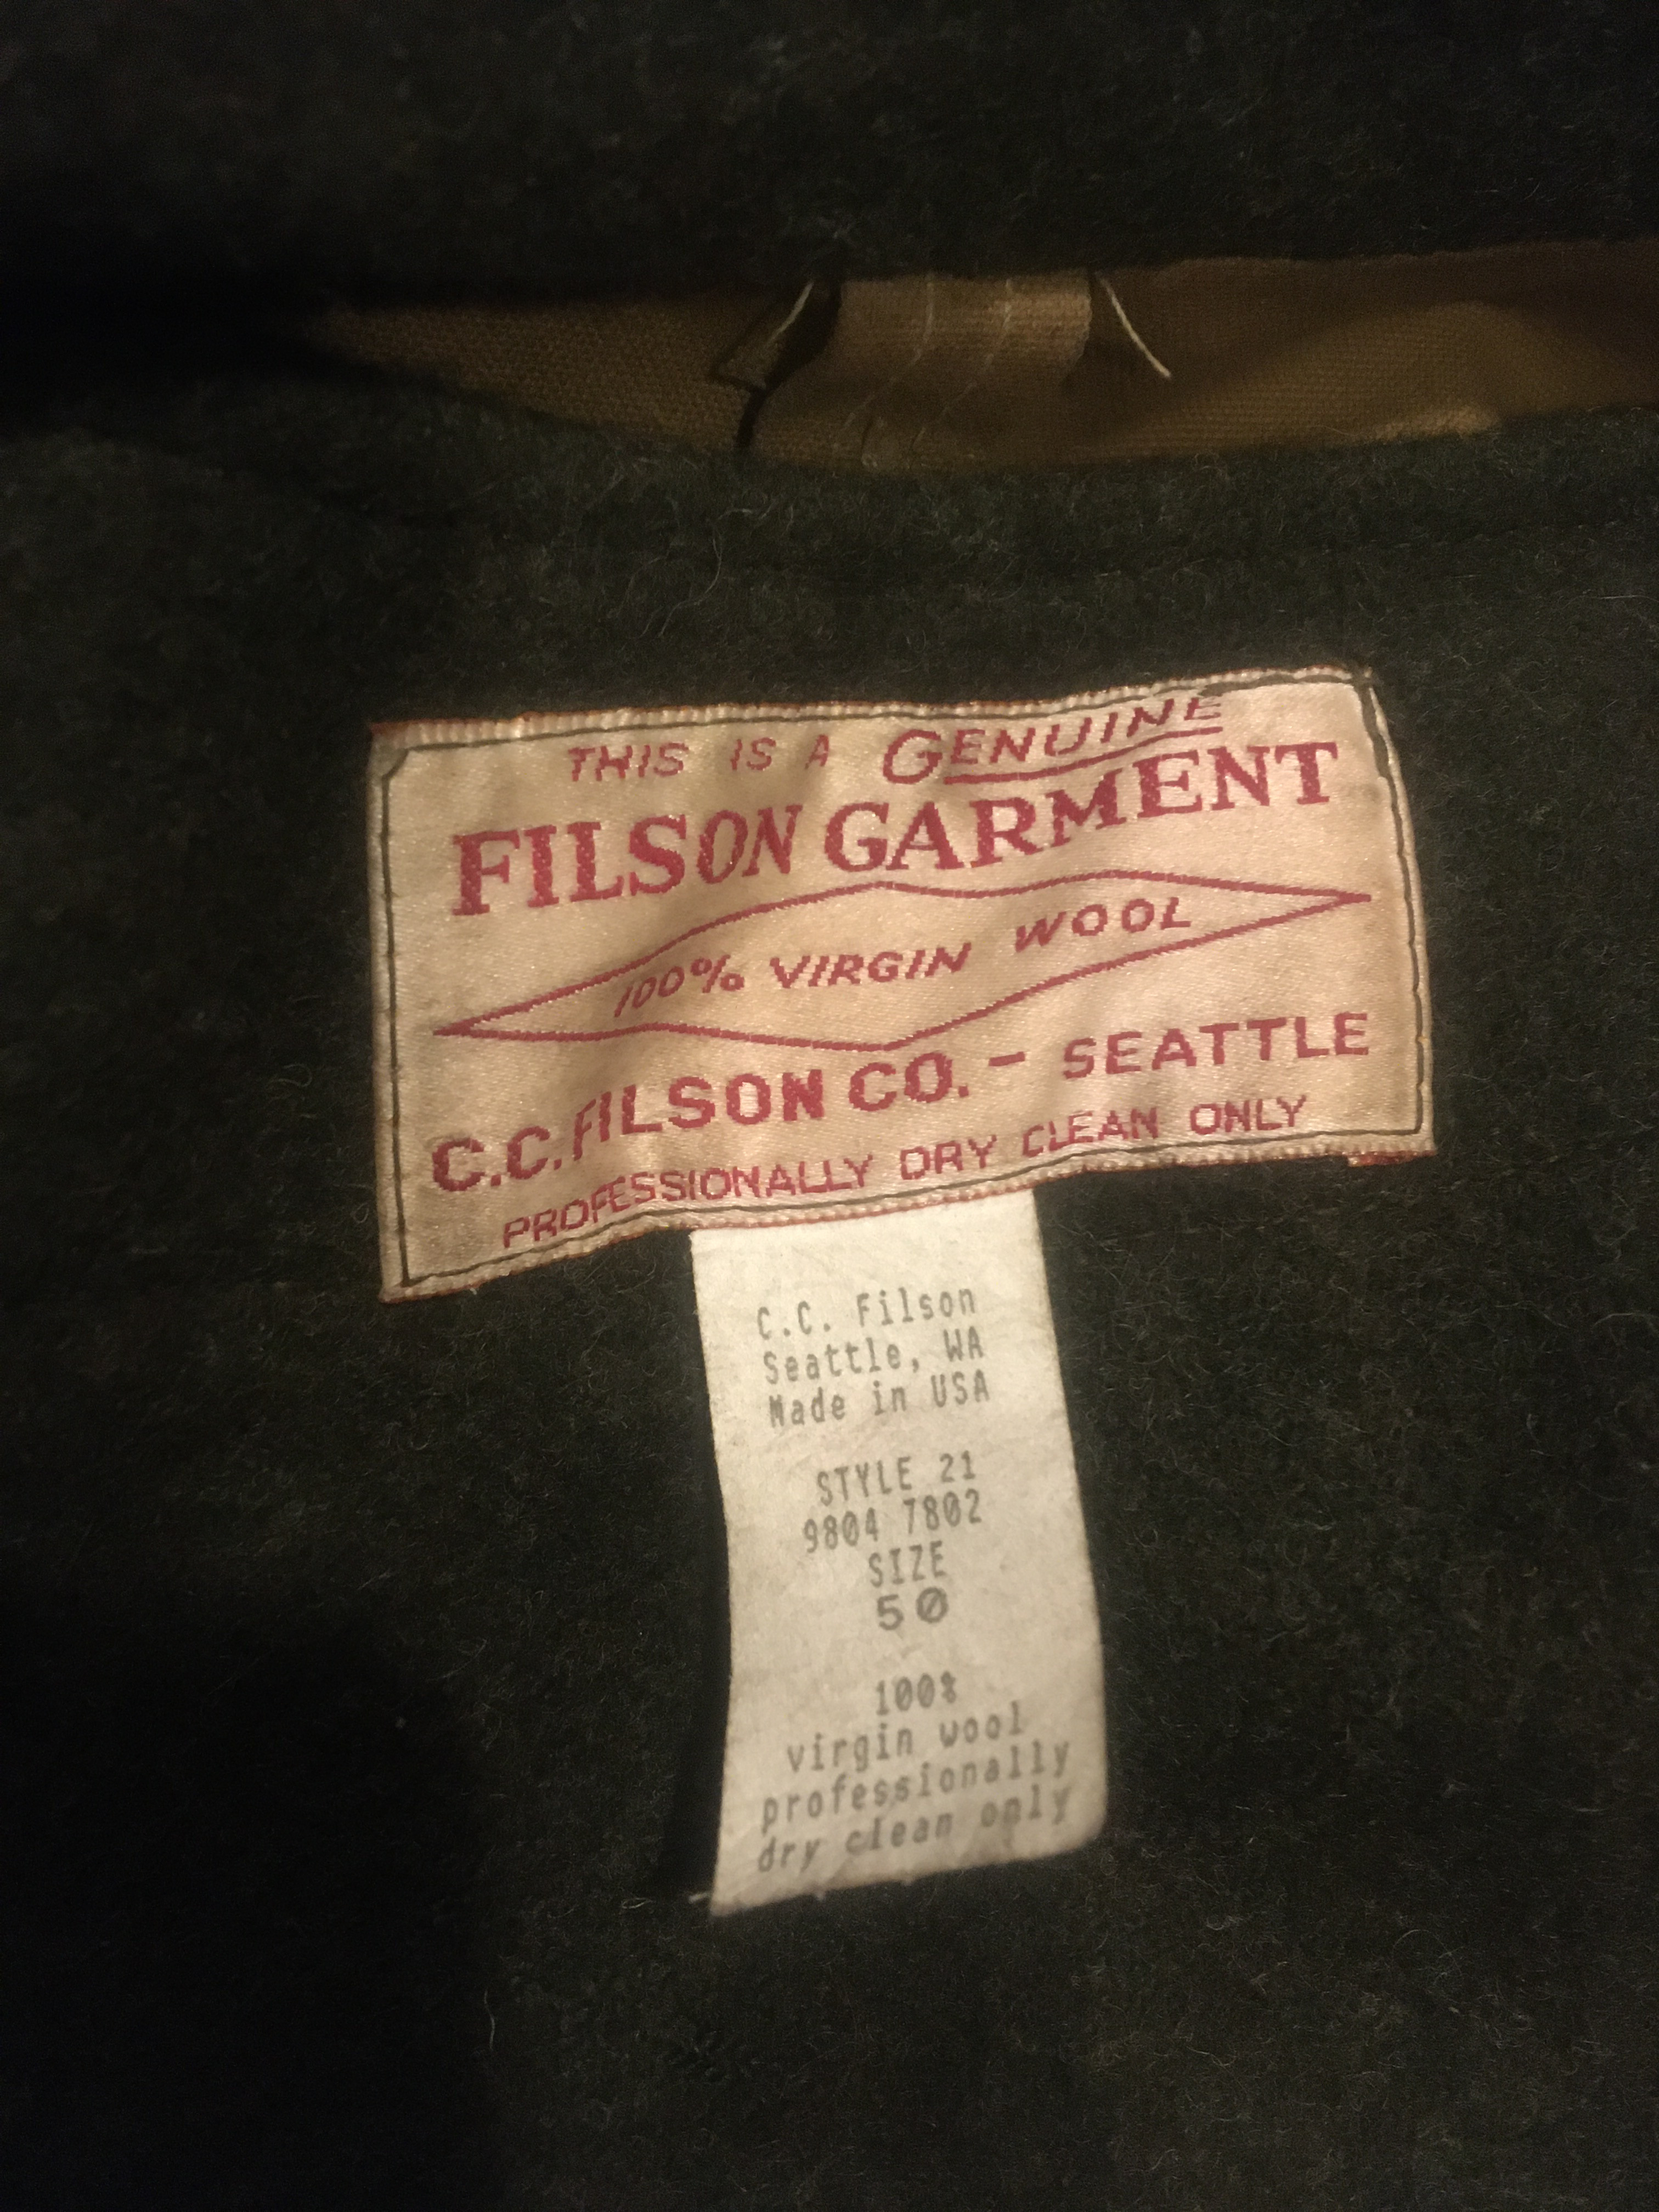 THIS IS A GENUINE
FILSON GARMENT
100% VIRGIN WOOL
C.C. FILSON CO. - SEATTLE
PROFESSIONALLY DRY CLEAN ONLY
C.C. Filson
Seattle, WA
Made in USA
STYLE 21
9804 7802
SIZE
50
100%
virgin wool
professionally
dry clean only